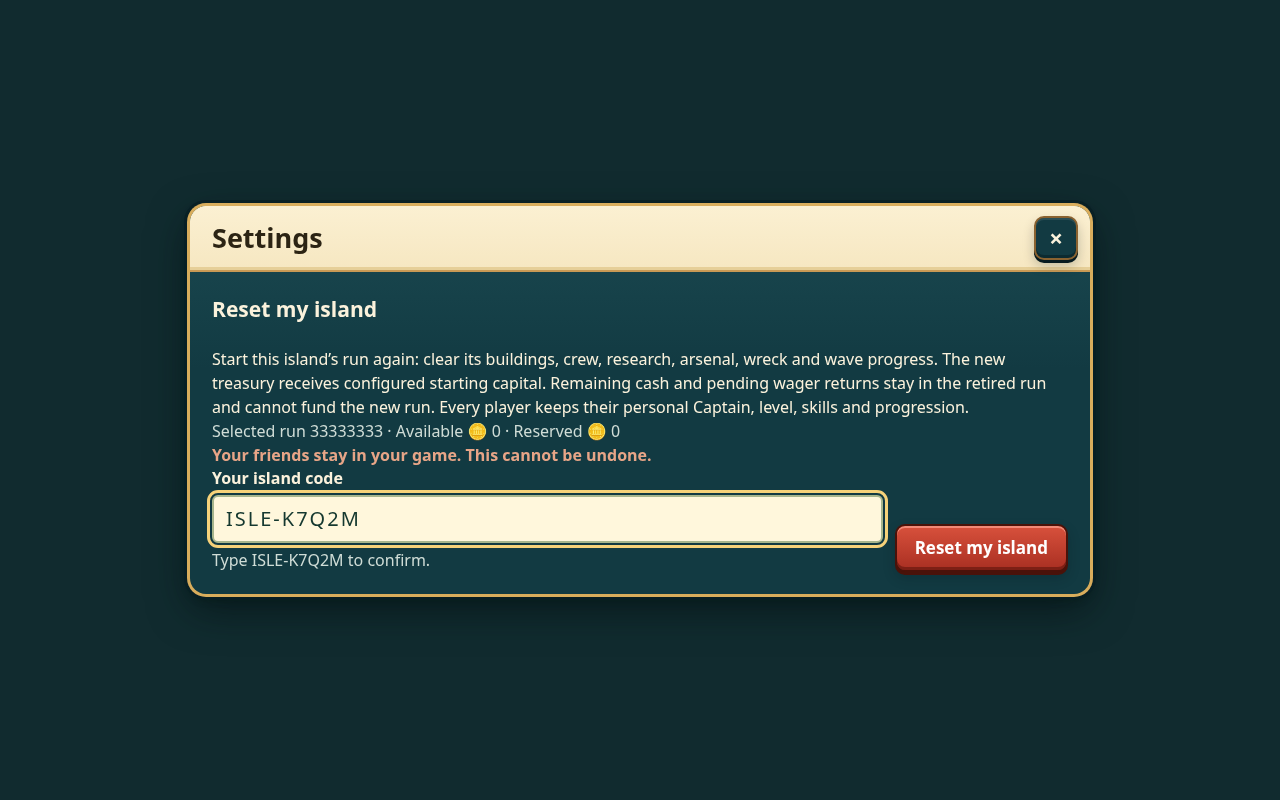 Settings
×
Reset my island
Start this island’s run again: clear its buildings, crew, research, arsenal, wreck and wave progress. The new
treasury receives configured starting capital. Remaining cash and pending wager returns stay in the retired run
and cannot fund the new run. Every player keeps their personal Captain, level, skills and progression.
Selected run 33333333 · Available 🪙 0 · Reserved 🪙 0
Your friends stay in your game. This cannot be undone.
Your island code
ISLE-K7Q2M
Reset my island
Type ISLE-K7Q2M to confirm.